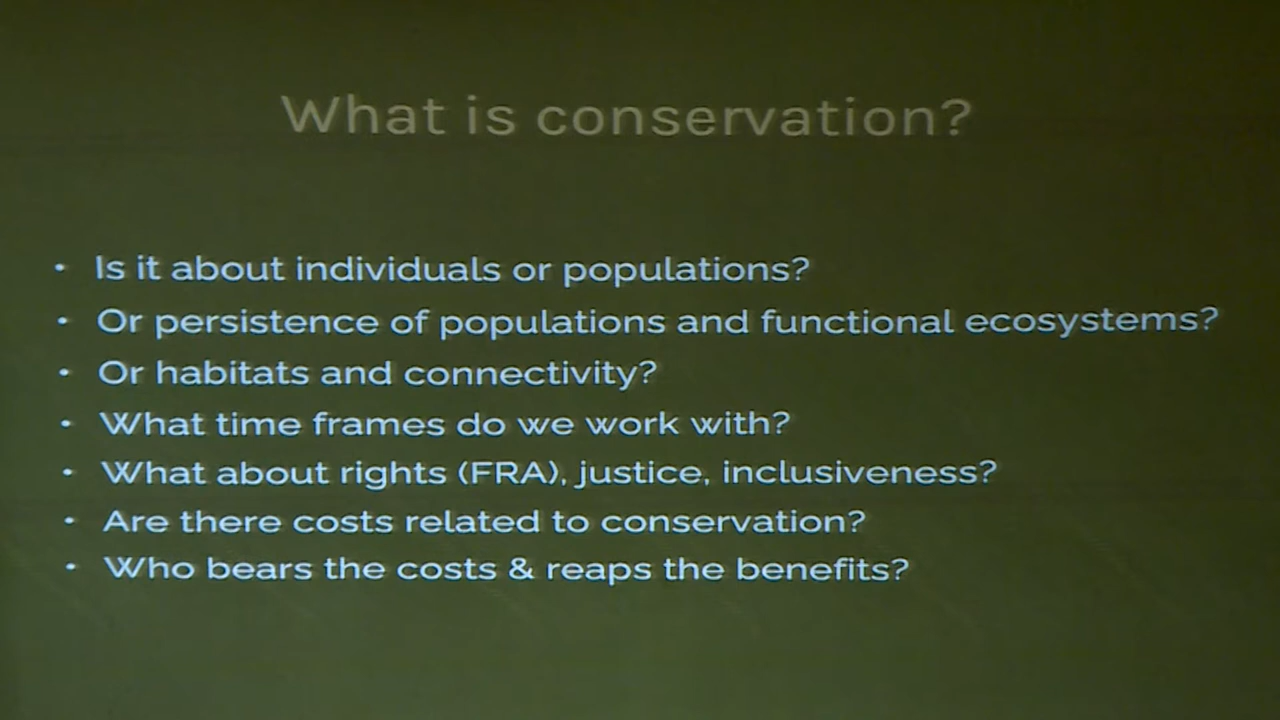 What is conservation?
• Is it about individuals or populations?
• Or persistence of populations and functional ecosystems?
• Or habitats and connectivity?
• What time frames do we work with?
• What about rights (FRA), justice, inclusiveness?
• Are there costs related to conservation?
• Who bears the costs & reaps the benefits?